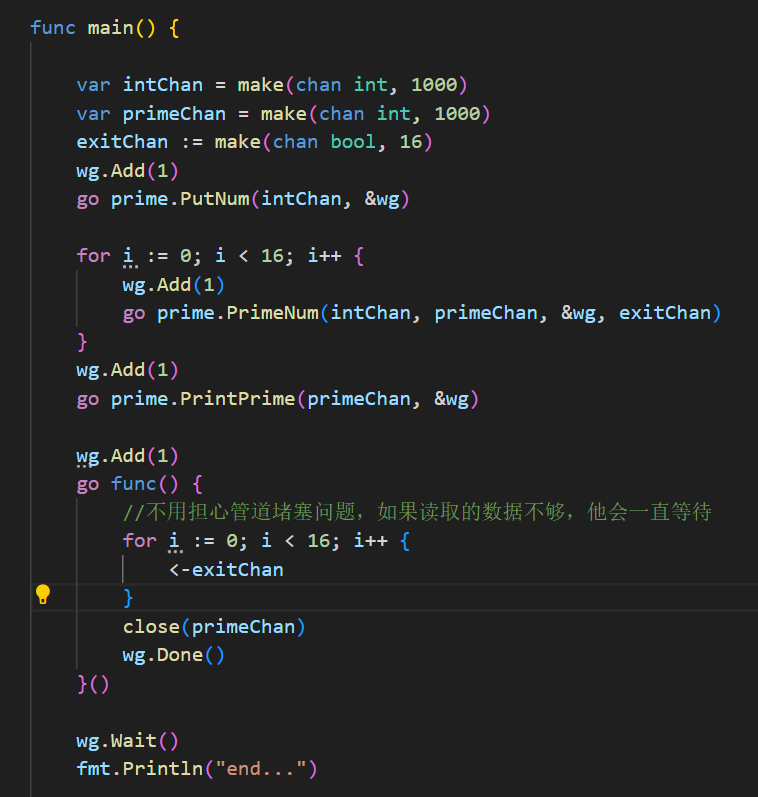 func main() {
var intChan = make(chan int, 1000)
var primeChan = make(chan int, 1000)
exitChan := make(chan bool, 16)
wg.Add(1)
go prime.PutNum(intChan, &wg)
for i := 0; i < 16; i++ {
wg.Add(1)
go prime.PrimeNum(intChan, primeChan, &wg, exitChan)
}
wg.Add(1)
go prime.PrintPrime(primeChan, &wg)
wg.Add(1)
go func() {
//不用担心管道堵塞问题，如果读取的数据不够，他会一直等待
for i := 0; i < 16; i++ {
<-exitChan
}
close(primeChan)
wg.Done()
}()
wg.Wait()
fmt.Println("end...")